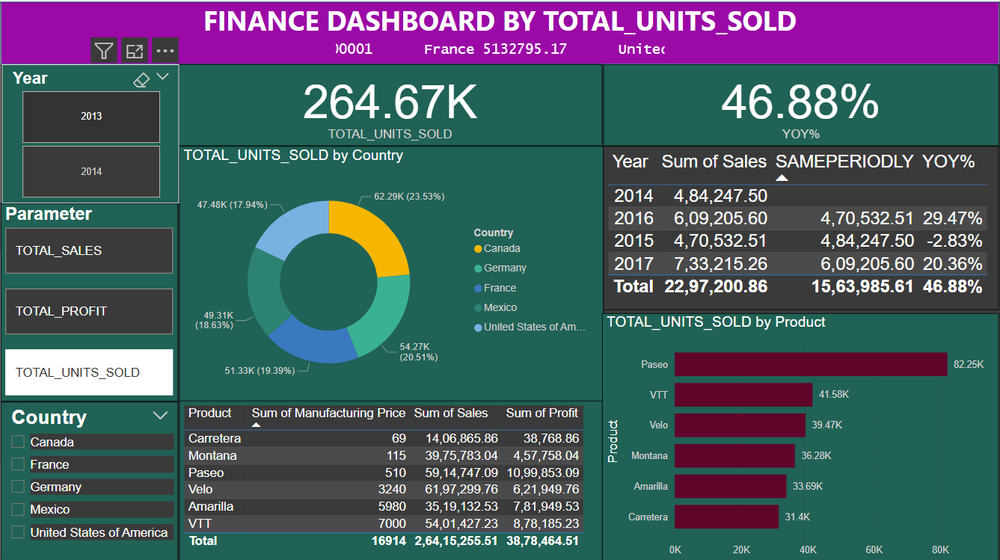 FINANCE DASHBOARD BY TOTAL_UNITS_SOLD
0001 France 5132795.17 United
Year
2013
2014
Parameter
TOTAL_SALES
TOTAL_PROFIT
TOTAL_UNITS_SOLD
Country
Canada
France
Germany
Mexico
United States of America
264.67K
TOTAL_UNITS_SOLD
46.88%
YOY%
TOTAL_UNITS_SOLD by Country
62.29K (23.53%)
54.27K
(20.51%)
51.33K (19.39%)
49.31K
(18.63%)
47.48K (17.94%)
Country
Canada
Germany
France
Mexico
United States of Am...
Year Sum of Sales SAMEPERIODLY YOY%
2014 4,84,247.50
2016 6,09,205.60 4,70,532.51 29.47%
2015 4,70,532.51 4,84,247.50 -2.83%
2017 7,33,215.26 6,09,205.60 20.36%
Total 22,97,200.86 15,63,985.61 46.88%
Product Sum of Manufacturing Price Sum of Sales Sum of Profit
Carretera 69 14,06,865.86 38,768.86
Montana 115 39,75,783.04 4,57,758.04
Paseo 510 59,14,747.09 10,99,853.09
Velo 3240 61,97,299.76 6,21,949.76
Amarilla 5980 35,19,132.53 7,81,949.53
VTT 7000 54,01,427.23 8,78,185.23
Total 16914 2,64,15,255.51 38,78,464.51
TOTAL_UNITS_SOLD by Product
Product
Paseo 82.25K
VTT 41.58K
Velo 39.47K
Montana 36.28K
Amarilla 33.69K
Carretera 31.4K
0K 20K 40K 60K 80K